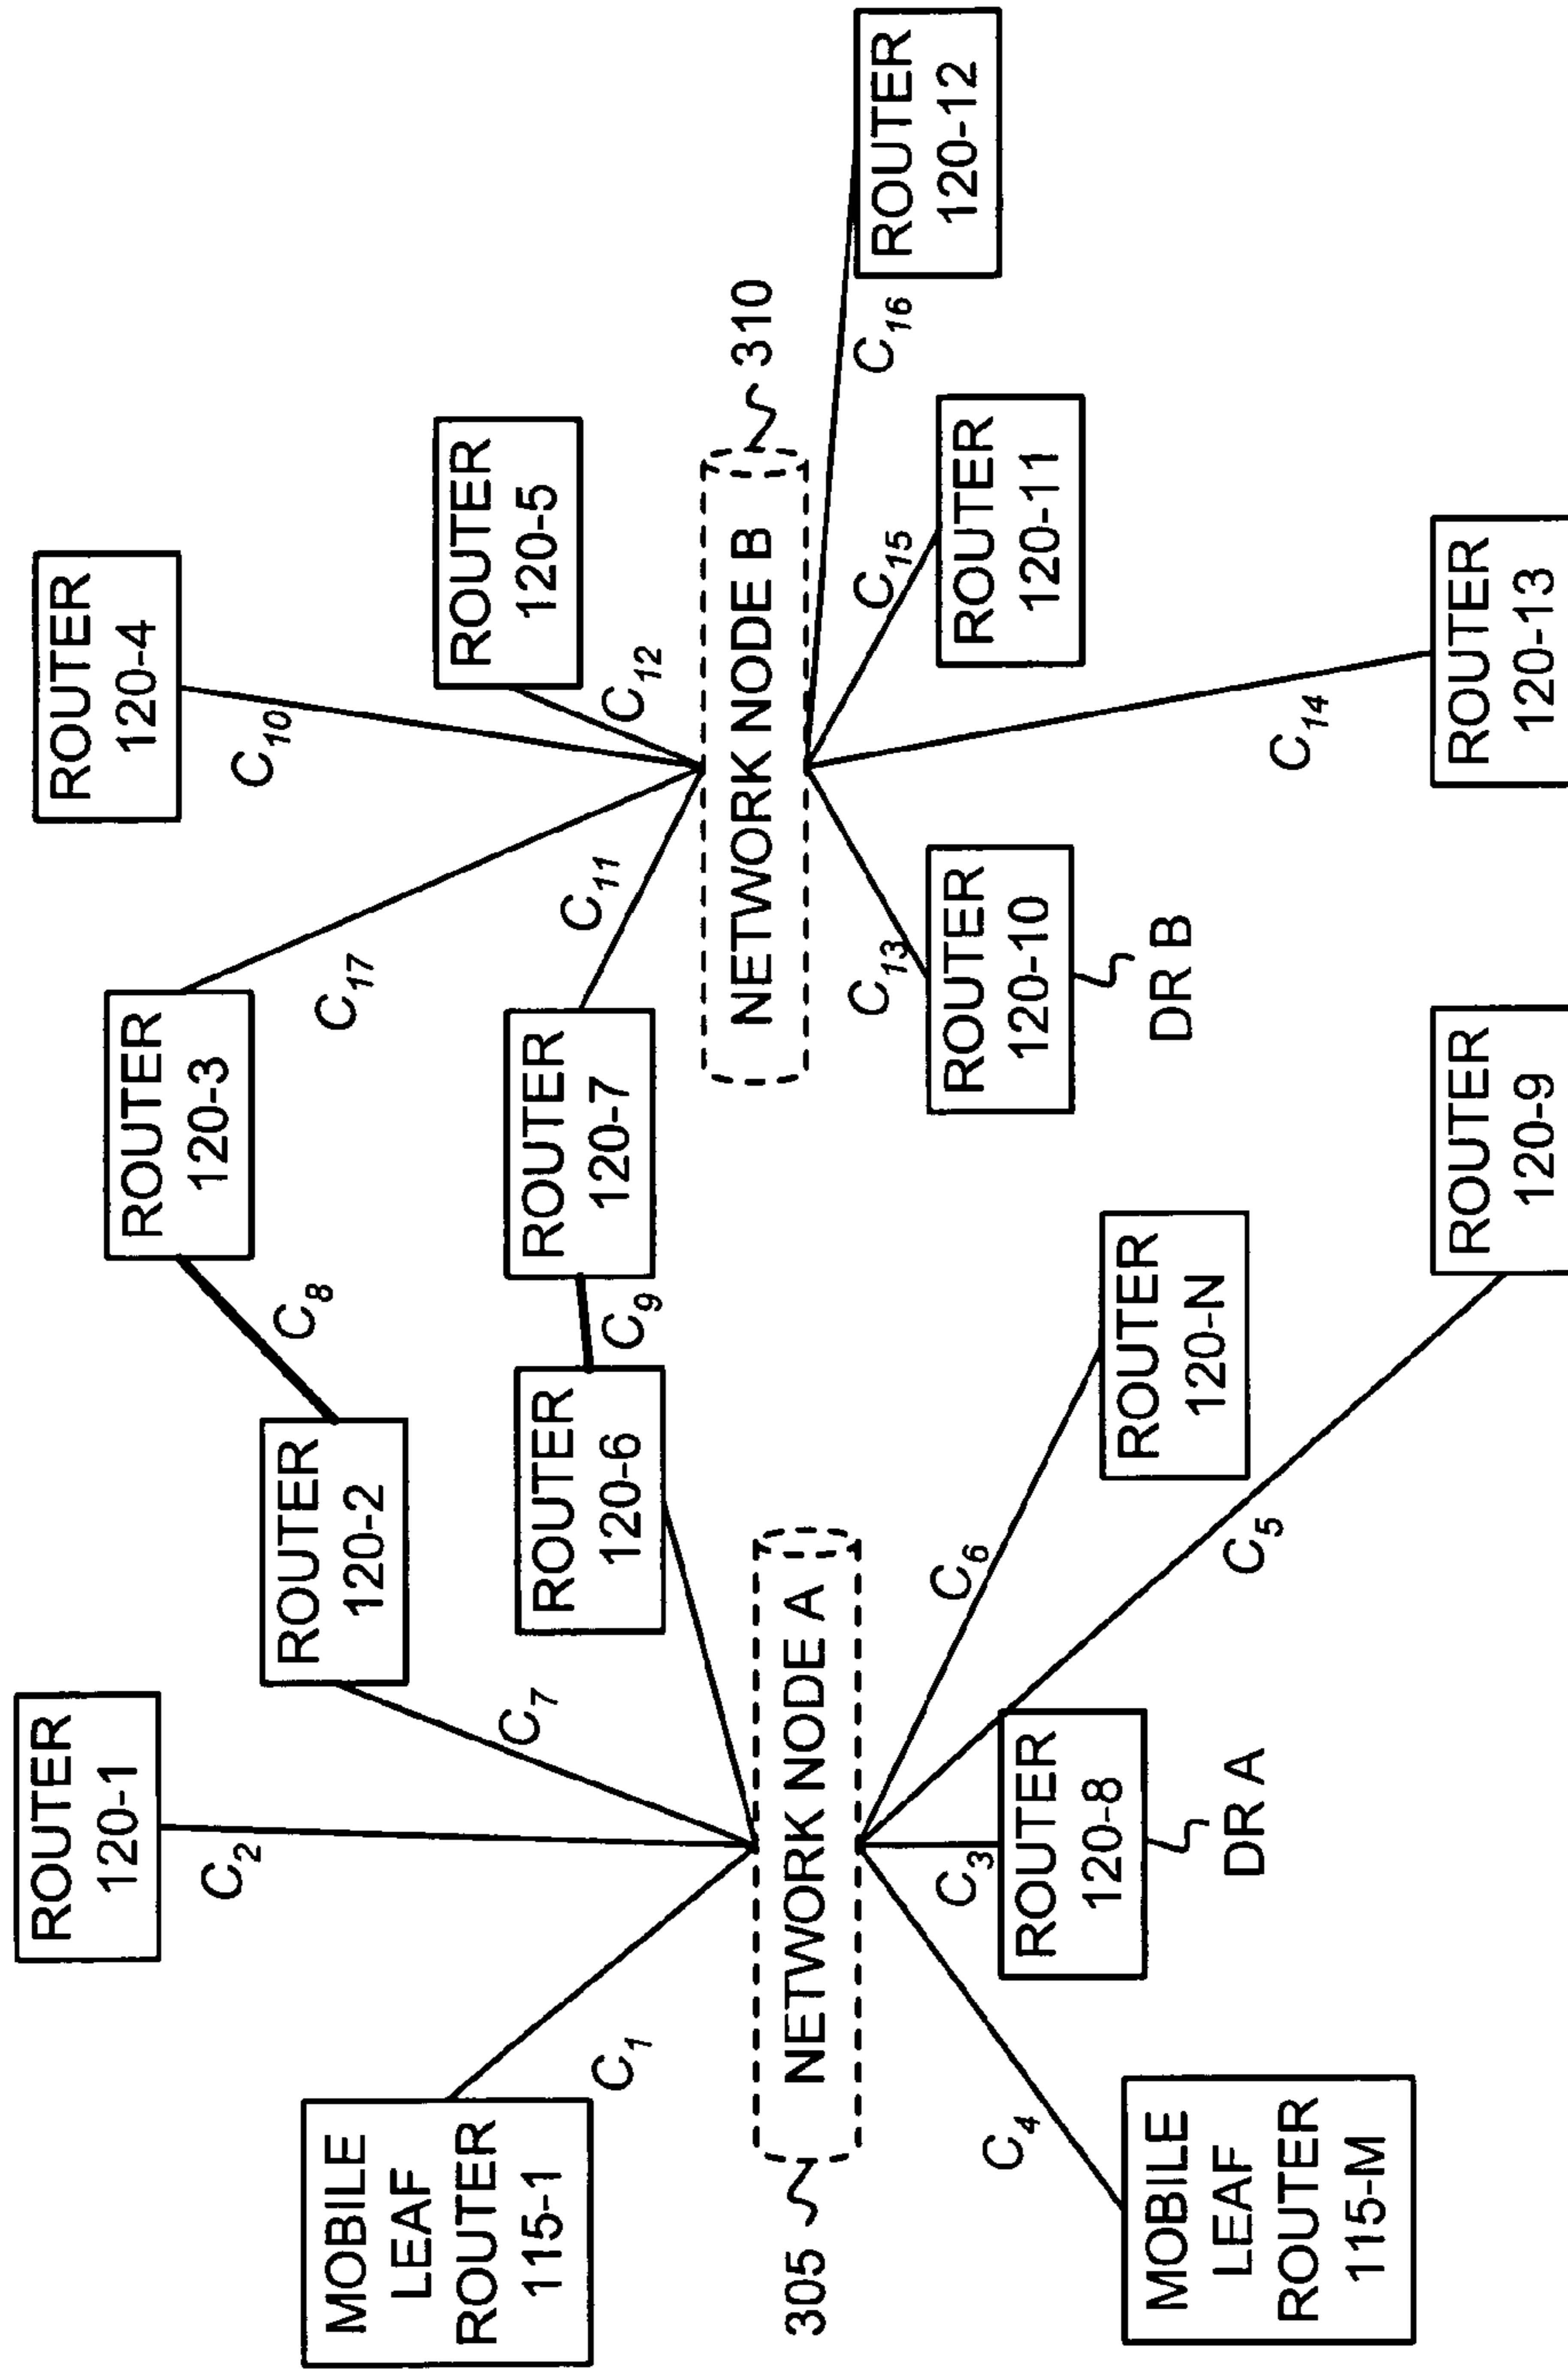 ROUTER
120-1
ROUTER
120-4
ROUTER
120-3
C2
C10
ROUTER
120-2
C8
C17
MOBILE
LEAF
ROUTER
115-1
ROUTER
120-5
C7
ROUTER
120-6
C9
ROUTER
120-7
C11
C12
C1
305
NETWORK NODE A
NETWORK NODE B
310
C4
C3
C6
C13
C15
C16
ROUTER
120-12
ROUTER
120-8
DR A
ROUTER
120-10
DR B
ROUTER
120-11
MOBILE
LEAF
ROUTER
115-M
ROUTER
120-N
C5
C14
ROUTER
120-9
ROUTER
120-13